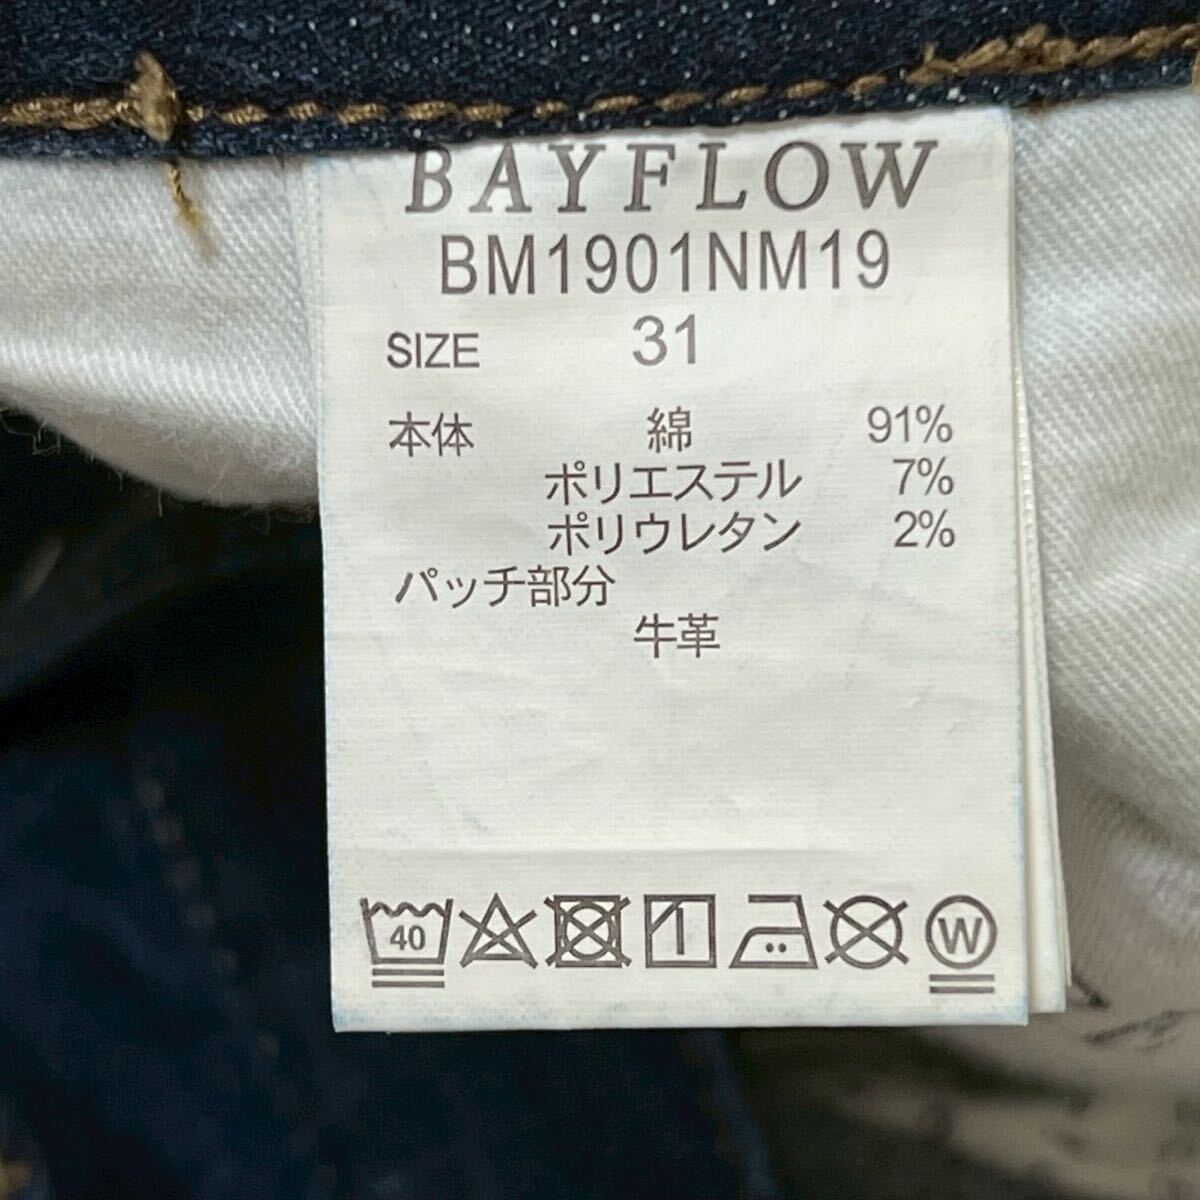 BAYFLOW
BM1901NM19
SIZE 31
本体 綿 91%
ポリエステル 7%
ポリウレタン 2%
パッチ部分
牛革
40 W